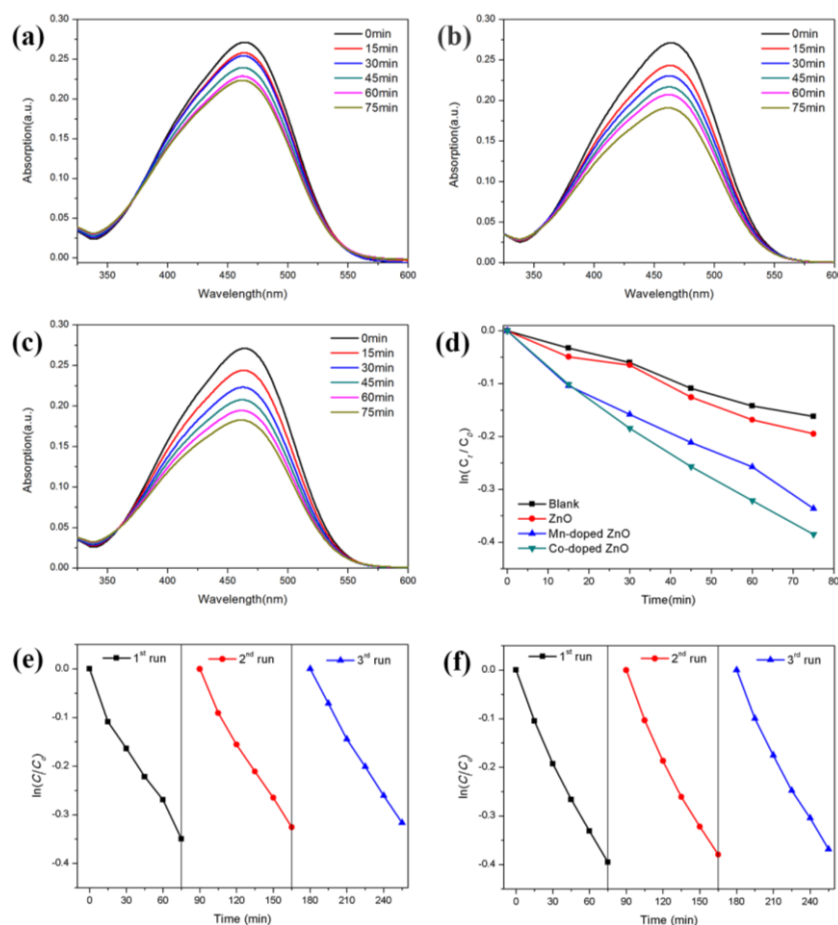 (a)
0.30
0.25
0.20
0.15
0.10
0.05
0.00
Absorption(a.u.)
0min
15min
30min
45min
60min
75min
350 400 450 500 550 600
Wavelength(nm)
(b)
0.30
0.25
0.20
0.15
0.10
0.05
0.00
Absorption(a.u.)
0min
15min
30min
45min
60min
75min
350 400 450 500 550 600
Wavelength(nm)
(c)
0.30
0.25
0.20
0.15
0.10
0.05
0.00
Absorption(a.u.)
0min
15min
30min
45min
60min
75min
350 400 450 500 550 600
Wavelength(nm)
(d)
0.0
-0.1
-0.2
-0.3
-0.4
ln( Ct / C0 )
Blank
ZnO
Mn-doped ZnO
Co-doped ZnO
0 10 20 30 40 50 60 70 80
Time(min)
(e)
1st run 2nd run 3rd run
0.0
-0.1
-0.2
-0.3
-0.4
ln(C/C0)
0 30 60 90 120 150 180 210 240
Time (min)
(f)
1st run 2nd run 3rd run
0.0
-0.1
-0.2
-0.3
-0.4
ln(C/C0)
0 30 60 90 120 150 180 210 240
Time (min)